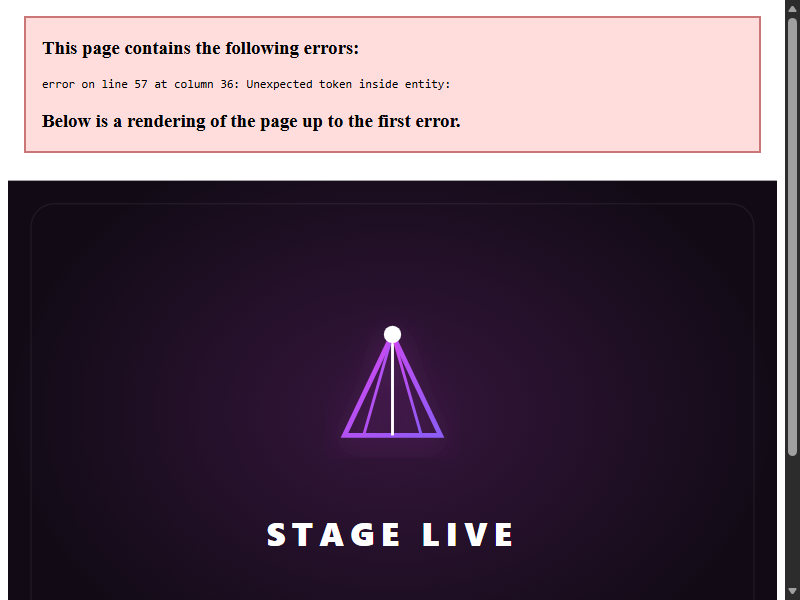 This page contains the following errors:
error on line 57 at column 36: Unexpected token inside entity:
Below is a rendering of the page up to the first error.
STAGE LIVE